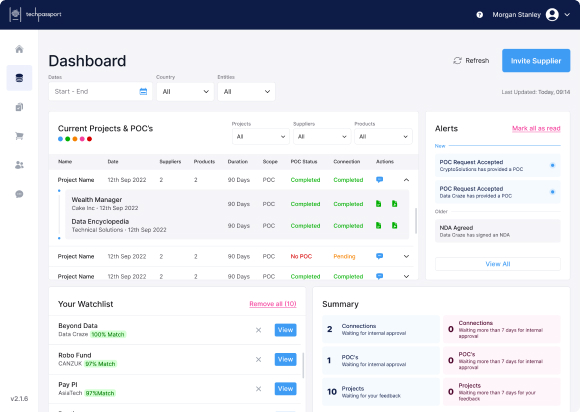 techpassport
Morgan Stanley
Dashboard
Refresh
Invite Supplier
Dates
Country
Entities
Start - End
All
All
Last Updated: Today, 09:14
Current Projects & POC's
Projects
Suppliers
Products
All
All
All
Name Date Suppliers Products Duration Scope POC Status Connection Actions
Project Name 12th Sep 2022 2 2 90 Days POC Completed Completed
Wealth Manager
Cake Inc - 12th Sep 2022
90 Days POC Completed Completed
Data Encyclopedia
Technical Solutions - 12th Sep 2022
90 Days POC Completed Completed
Project Name 12th Sep 2022 2 2 90 Days POC No POC Pending
Project Name 12th Sep 2022 2 2 90 Days POC Completed Completed
Alerts
Mark all as read
New
POC Request Accepted
CryptoSolutions has provided a POC
POC Request Accepted
Data Craze has provided a POC
Older
NDA Agreed
Data Craze has signed an NDA
View All
Your Watchlist
Remove all (10)
Beyond Data
Data Craze 100% Match
View
Robo Fund
CANZUK 97% Match
View
Pay PI
AsiaTech 97%Match
View
Summary
2
Connections
Waiting for internal approval
0
Connections
Waiting more than 7 days for internal
approval
1
POC's
Waiting for internal approval
0
POC's
Waiting more than 7 days for internal
approval
10
Projects
Waiting for your feedback
0
Projects
Waiting more than 7 days for your
feedback
v2.1.6